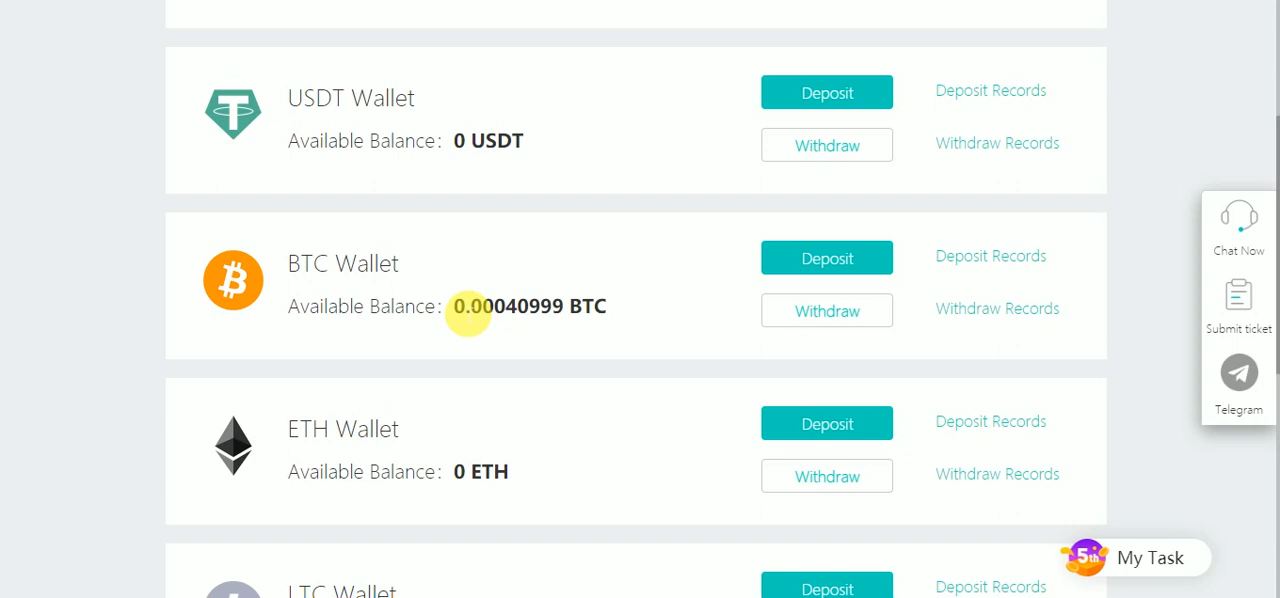 USDT Wallet
Available Balance: 0 USDT
Deposit
Deposit Records
Withdraw
Withdraw Records
BTC Wallet
Available Balance: 0.00040999 BTC
Deposit
Deposit Records
Withdraw
Withdraw Records
ETH Wallet
Available Balance: 0 ETH
Deposit
Deposit Records
Withdraw
Withdraw Records
LTC Wallet
Deposit
Deposit Records
Chat Now
Submit ticket
Telegram
5th
My Task